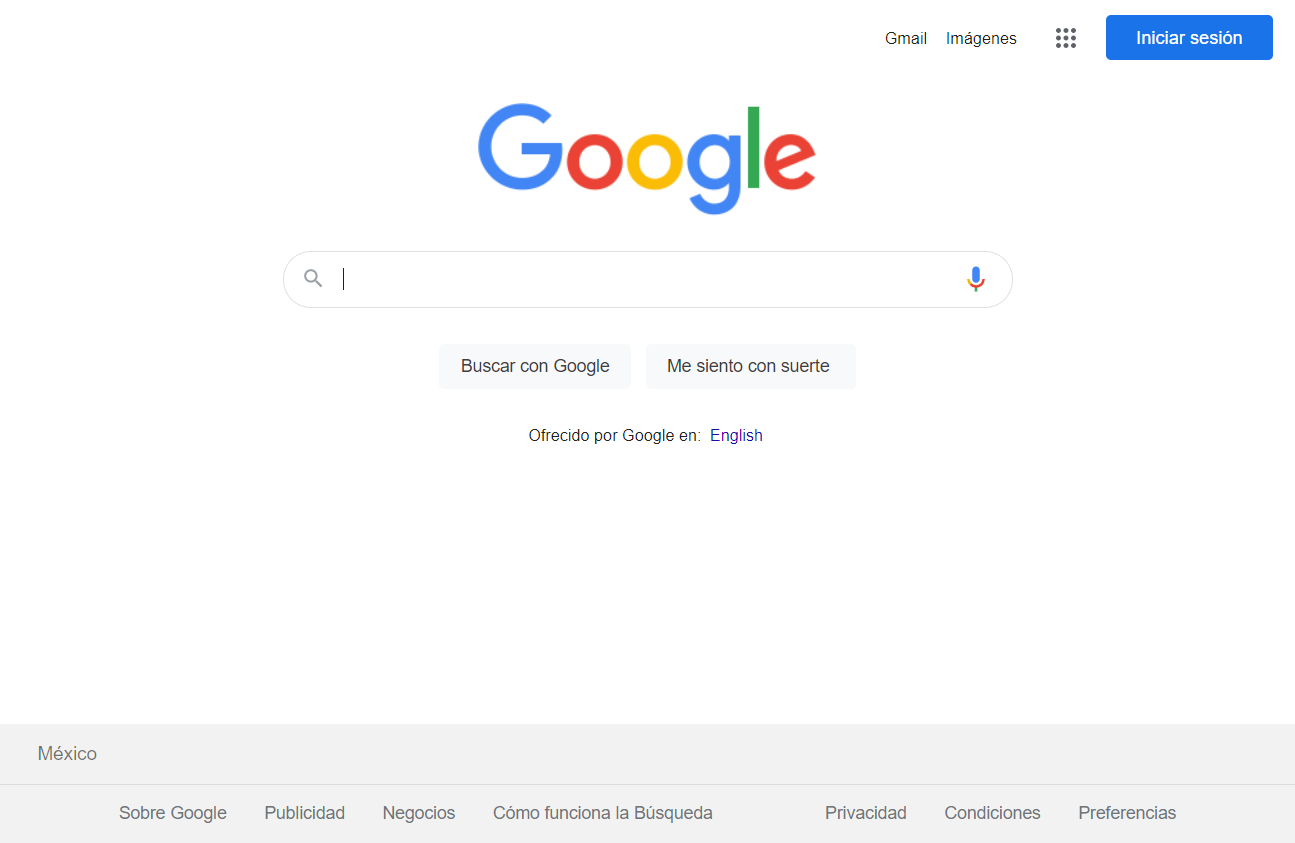 Gmail Imágenes Iniciar sesión
Google
Buscar con Google Me siento con suerte
Ofrecido por Google en: English
México
Sobre Google Publicidad Negocios Cómo funciona la Búsqueda Privacidad Condiciones Preferencias